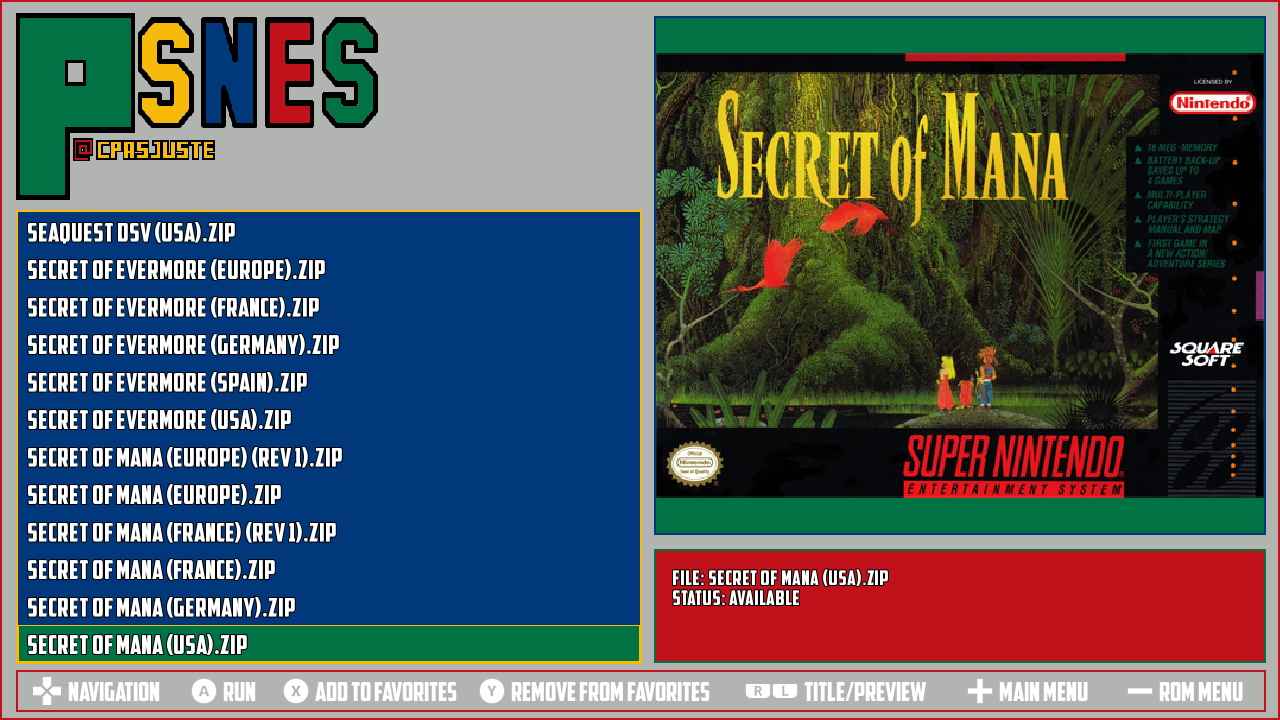 PSNES
@CPASJUSTE
SEAQUEST DSV (USA).ZIP
SECRET OF EVERMORE (EUROPE).ZIP
SECRET OF EVERMORE (FRANCE).ZIP
SECRET OF EVERMORE (GERMANY).ZIP
SECRET OF EVERMORE (SPAIN).ZIP
SECRET OF EVERMORE (USA).ZIP
SECRET OF MANA (EUROPE) (REV 1).ZIP
SECRET OF MANA (EUROPE).ZIP
SECRET OF MANA (FRANCE) (REV 1).ZIP
SECRET OF MANA (FRANCE).ZIP
SECRET OF MANA (GERMANY).ZIP
SECRET OF MANA (USA).ZIP
SECRET of MANA
LICENSED BY
Nintendo
16 MEG-MEMORY
BATTERY BACK-UP
SAVES UP TO
4 GAMES
MULTI-PLAYER
CAPABILITY
PLAYER'S STRATEGY
MANUAL AND MAP
FIRST GAME IN
A NEW ACTION/
ADVENTURE SERIES
SQUARE
SOFT
Official
Nintendo
Seal of Quality
SUPER NINTENDO
ENTERTAINMENT SYSTEM
FILE: SECRET OF MANA (USA).ZIP
STATUS: AVAILABLE
NAVIGATION A RUN X ADD TO FAVORITES Y REMOVE FROM FAVORITES R L TITLE/PREVIEW MAIN MENU ROM MENU